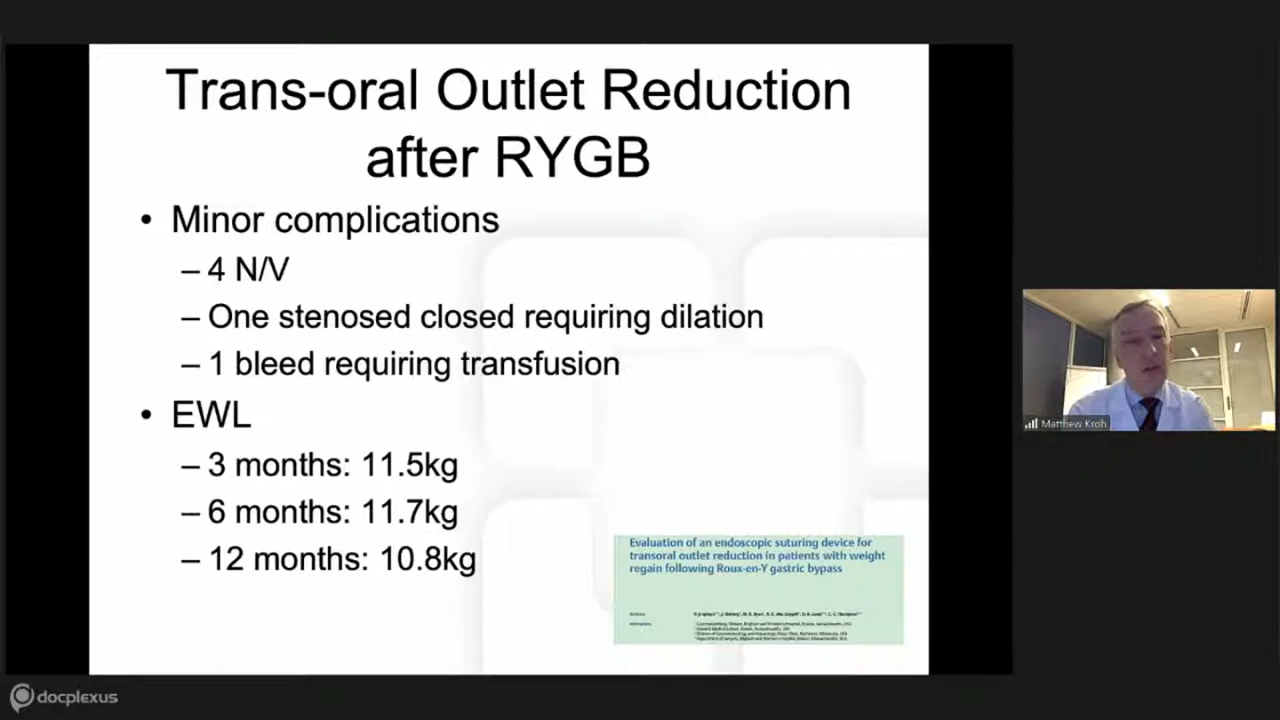 Trans-oral Outlet Reduction
after RYGB
• Minor complications
– 4 N/V
– One stenosed closed requiring dilation
– 1 bleed requiring transfusion
• EWL
– 3 months: 11.5kg
– 6 months: 11.7kg
– 12 months: 10.8kg
Evaluation of an endoscopic suturing device for
transoral outlet reduction in patients with weight
regain following Roux-en-Y gastric bypass
Matthew Kroh
docplexus